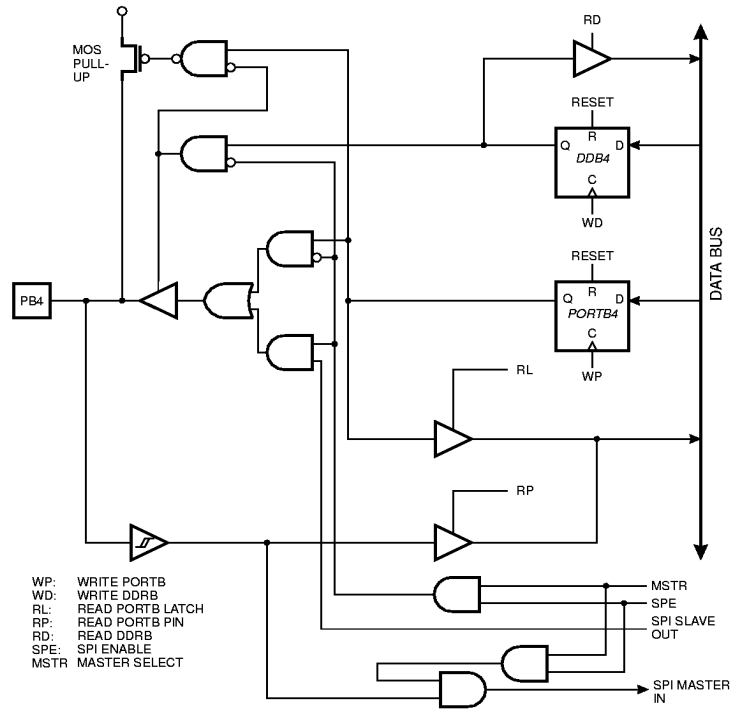 RD
MOS
PULL-
UP
RESET
R
Q
D
DDB4
C
WD
RESET
R
Q
D
PORTB4
C
WP
DATA BUS
PB4
RL
RP
WP: WRITE PORTB
WD: WRITE DDRB
RL: READ PORTB LATCH
RP: READ PORTB PIN
RD: READ DDRB
SPE: SPI ENABLE
MSTR MASTER SELECT
MSTR
SPE
SPI SLAVE
OUT
SPI MASTER
IN